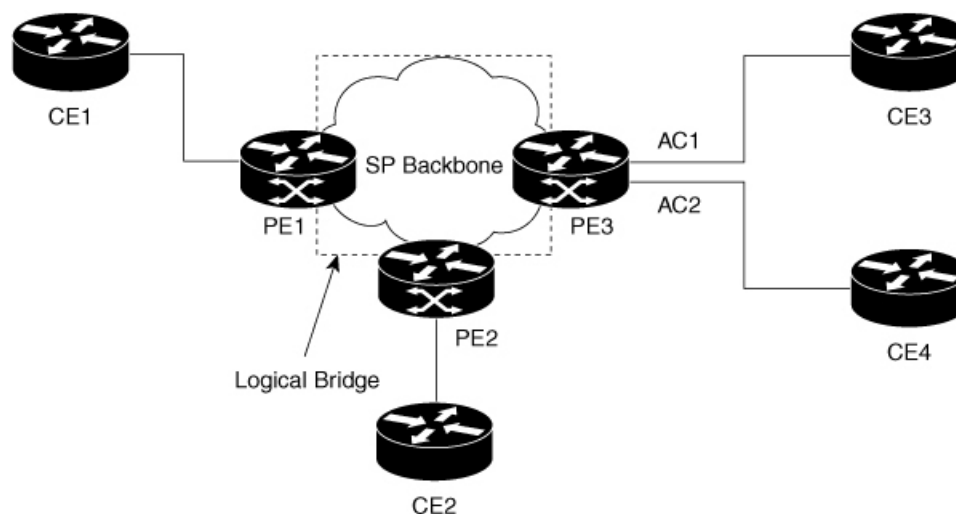 CE1
CE3
AC1
SP Backbone
AC2
PE1
PE3
PE2
CE4
Logical Bridge
CE2